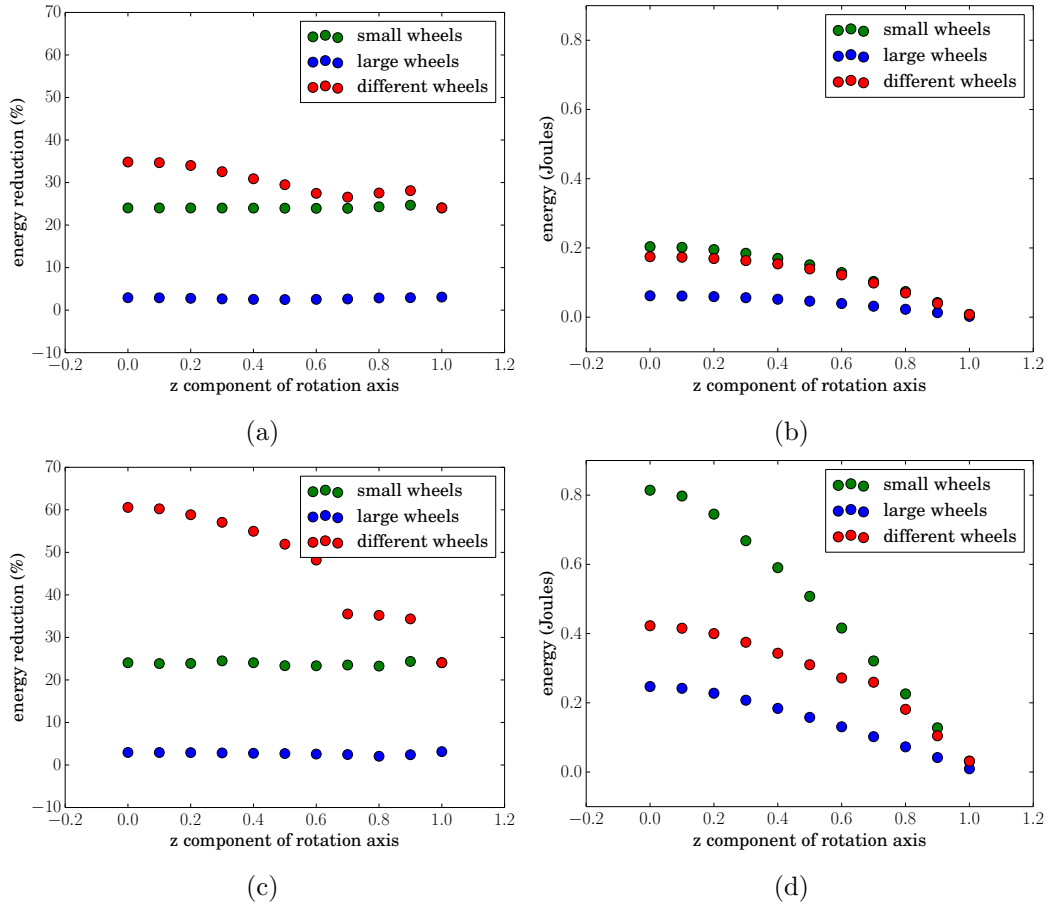 70
60
50
40
30
20
10
0
−10
energy reduction (%)
small wheels
large wheels
different wheels
−0.2 0.0 0.2 0.4 0.6 0.8 1.0 1.2
z component of rotation axis
(a)
0.8
0.6
0.4
0.2
0.0
energy (Joules)
small wheels
large wheels
different wheels
−0.2 0.0 0.2 0.4 0.6 0.8 1.0 1.2
z component of rotation axis
(b)
70
60
50
40
30
20
10
0
−10
energy reduction (%)
small wheels
large wheels
different wheels
−0.2 0.0 0.2 0.4 0.6 0.8 1.0 1.2
z component of rotation axis
(c)
0.8
0.6
0.4
0.2
0.0
energy (Joules)
small wheels
large wheels
different wheels
−0.2 0.0 0.2 0.4 0.6 0.8 1.0 1.2
z component of rotation axis
(d)